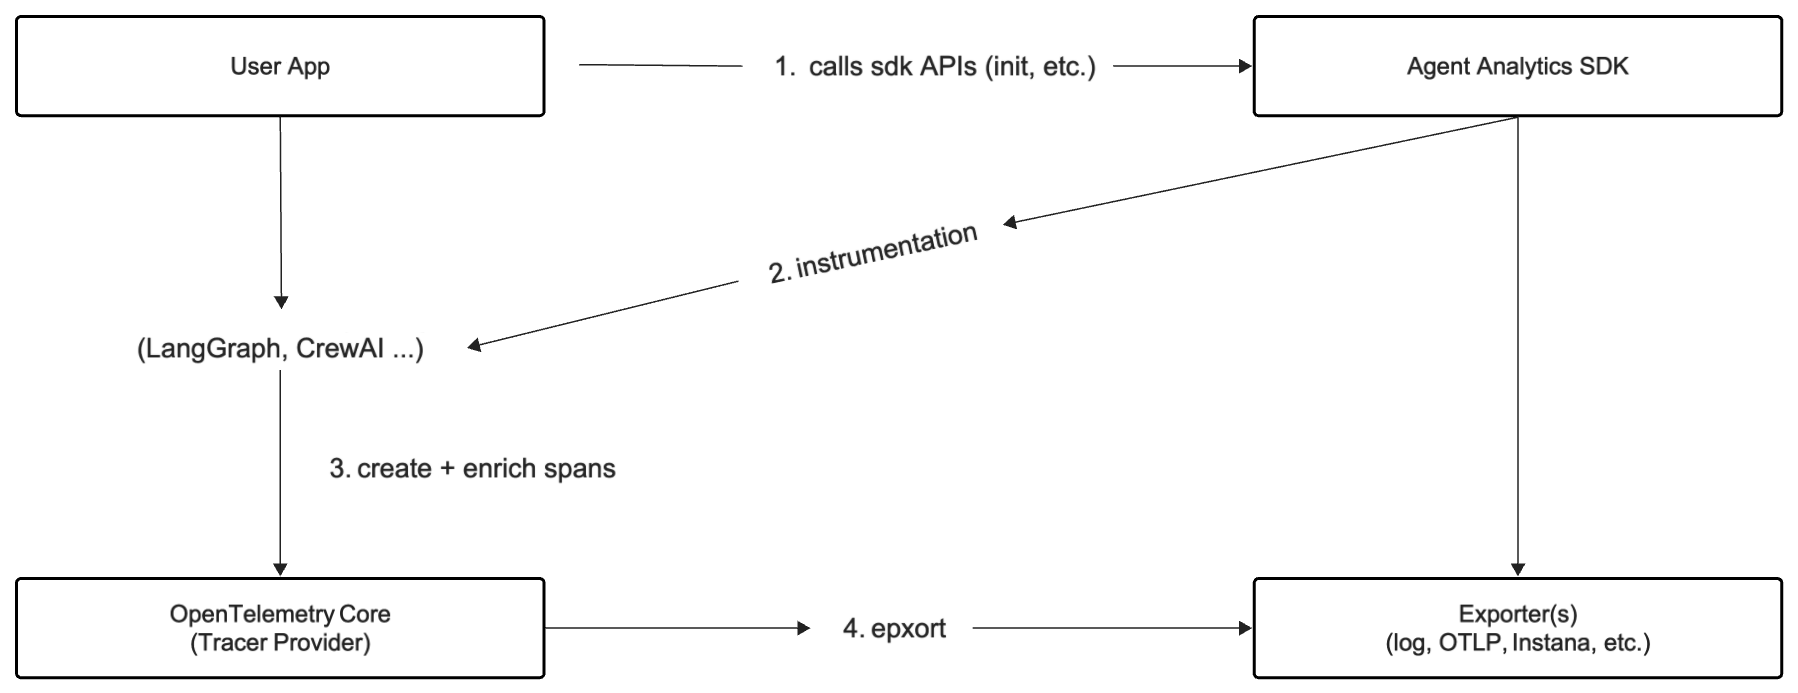 User App
1. calls sdk APIs (init, etc.)
Agent Analytics SDK
2. instrumentation
(LangGraph, CrewAI ...)
3. create + enrich spans
OpenTelemetry Core
(Tracer Provider)
4. epxort
Exporter(s)
(log, OTLP, Instana, etc.)